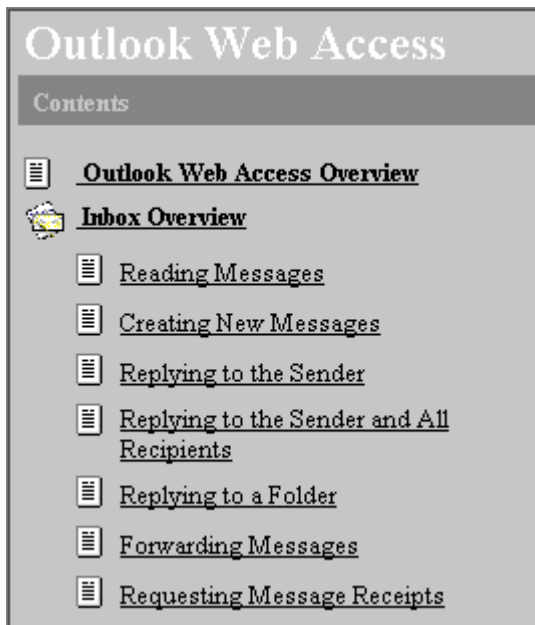 Outlook Web Access
Contents
Outlook Web Access Overview
Inbox Overview
Reading Messages
Creating New Messages
Replying to the Sender
Replying to the Sender and All
Recipients
Replying to a Folder
Forwarding Messages
Requesting Message Receipts